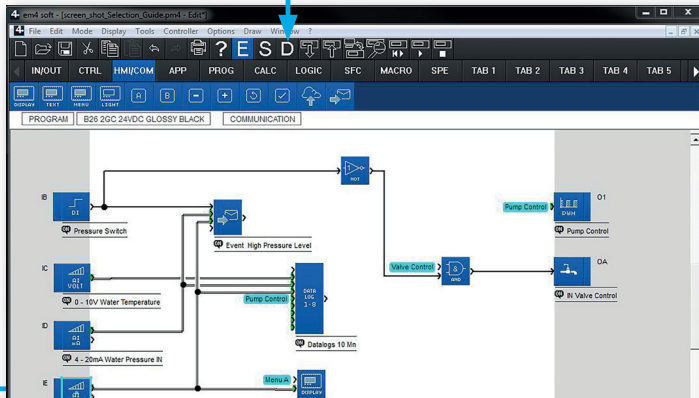 em4 soft - [screen_shot_Selection_Guide.pm4 - Edit*]
File Edit Mode Display Tools Controller Options Draw Window ?
? E S D
IN/OUT CTRL HMI/COM APP PROG CALC LOGIC SFC MACRO SPE TAB 1 TAB 2 TAB 3 TAB 4 TAB 5
DISPLAY TEXT MENU LIGHT A B - +
PROGRAM B26 2GC 24VDC GLOSSY BLACK COMMUNICATION
1
NOT
IB
DI
Pressure Switch
Event High Pressure Level
Pump Control
PWM
O1
Pump Control
IC
AI
VOLT
0 - 10V Water Temperature
Pump Control
DATA
LOG
1-8
Datalogs 10 Mn
Valve Control
&
AND
OA
IN Valve Control
ID
AI
mA
4 - 20mA Water Pressure IN
IE
Menu A
DISPLAY